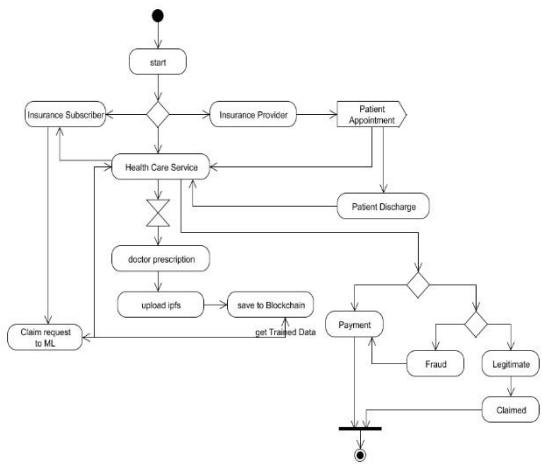 start
Insurance Subscriber
Insurance Provider
Patient
Appointment
Health Care Service
Patient Discharge
doctor prescription
upload ipfs
save to Blockchain
Claim request
to ML
get Trained Data
Payment
Fraud
Legitimate
Claimed